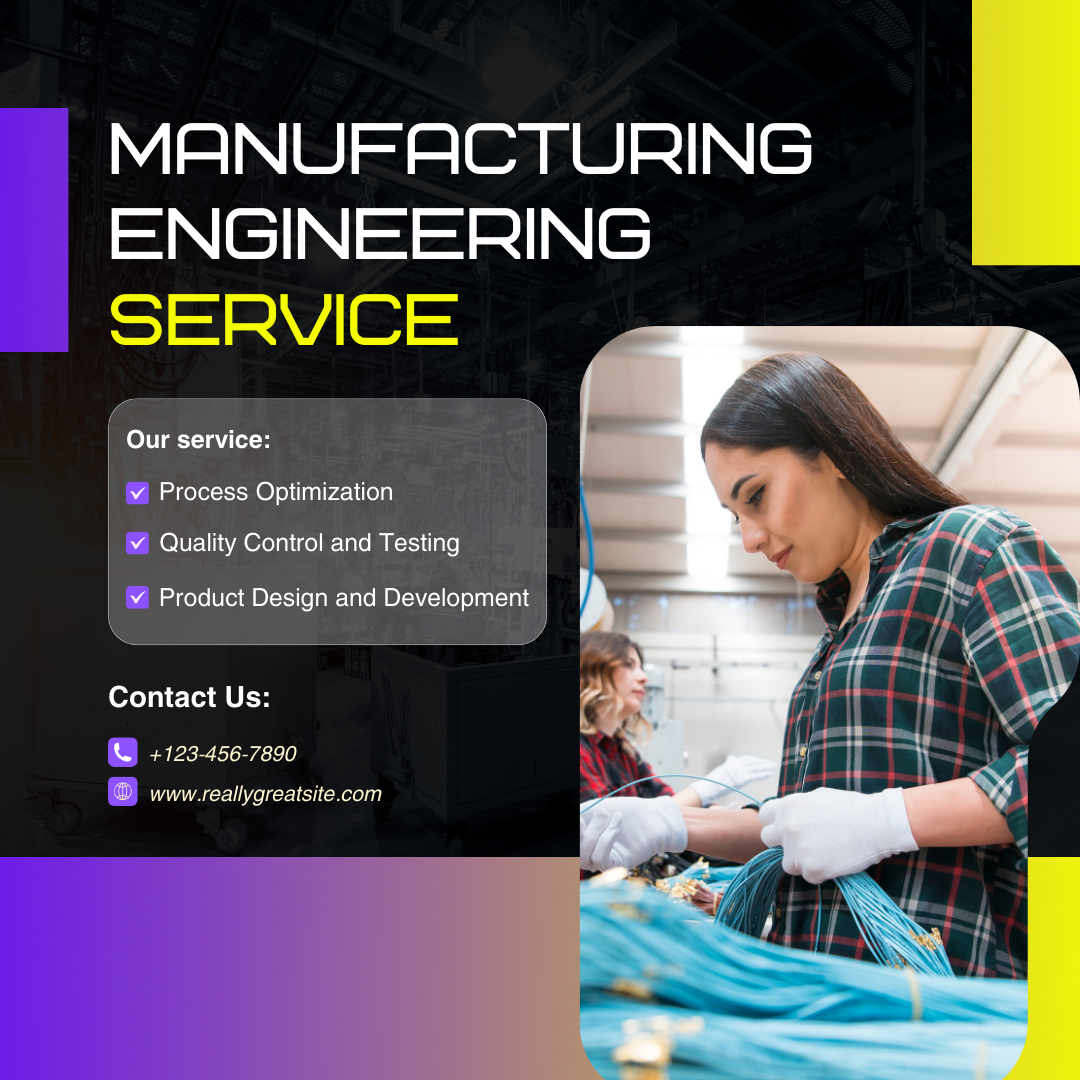 MANUFACTURING
ENGINEERING
SERVICE
Our service:
Process Optimization
Quality Control and Testing
Product Design and Development
Contact Us:
+123-456-7890
www.reallygreatsite.com